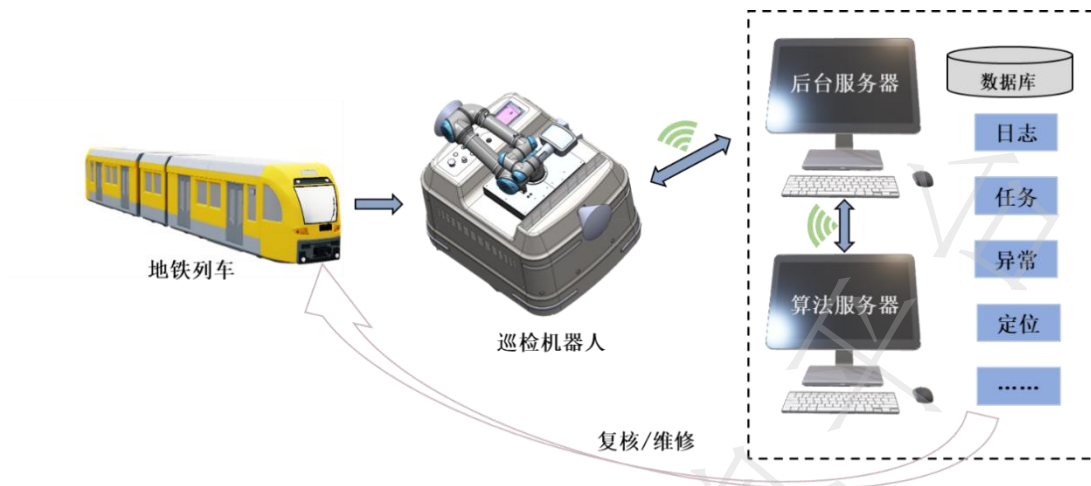 后台服务器
数据库
日志
任务
异常
定位
……
算法服务器
地铁列车
巡检机器人
复核/维修